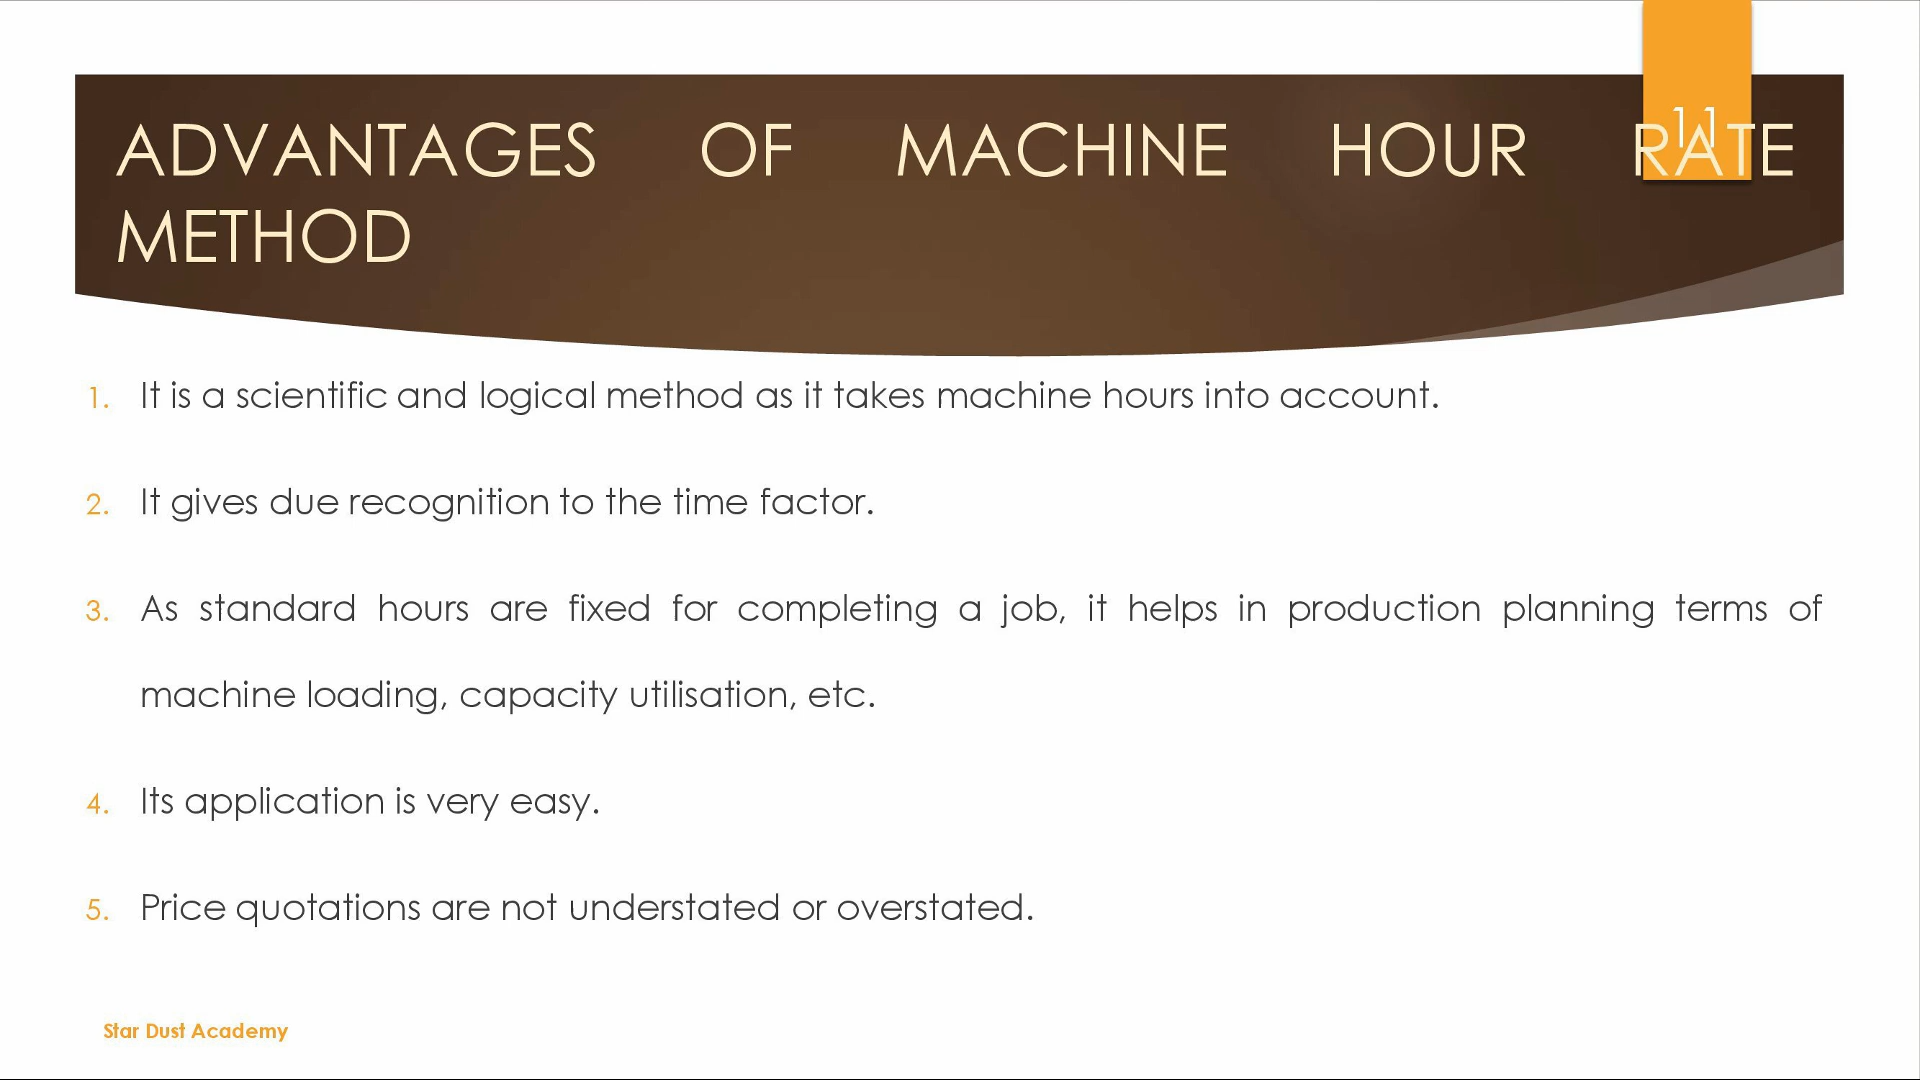 11
ADVANTAGES OF MACHINE HOUR RATE
METHOD
1. It is a scientific and logical method as it takes machine hours into account.
2. It gives due recognition to the time factor.
3. As standard hours are fixed for completing a job, it helps in production planning terms of
machine loading, capacity utilisation, etc.
4. Its application is very easy.
5. Price quotations are not understated or overstated.
Star Dust Academy